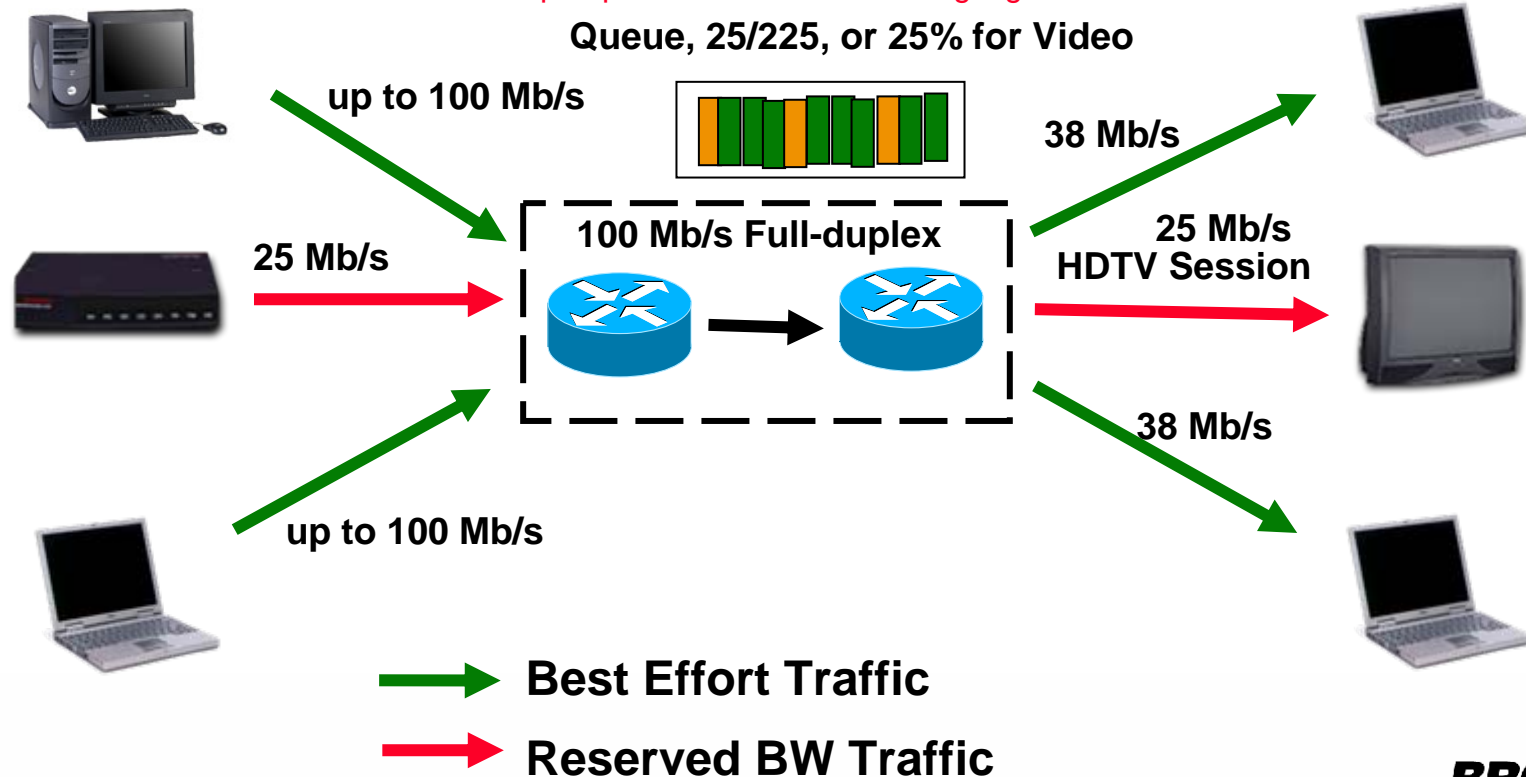 Queue, 25/225, or 25% for Video
up to 100 Mb/s
38 Mb/s
100 Mb/s Full-duplex
25 Mb/s
25 Mb/s
HDTV Session
38 Mb/s
up to 100 Mb/s
Best Effort Traffic
Reserved BW Traffic